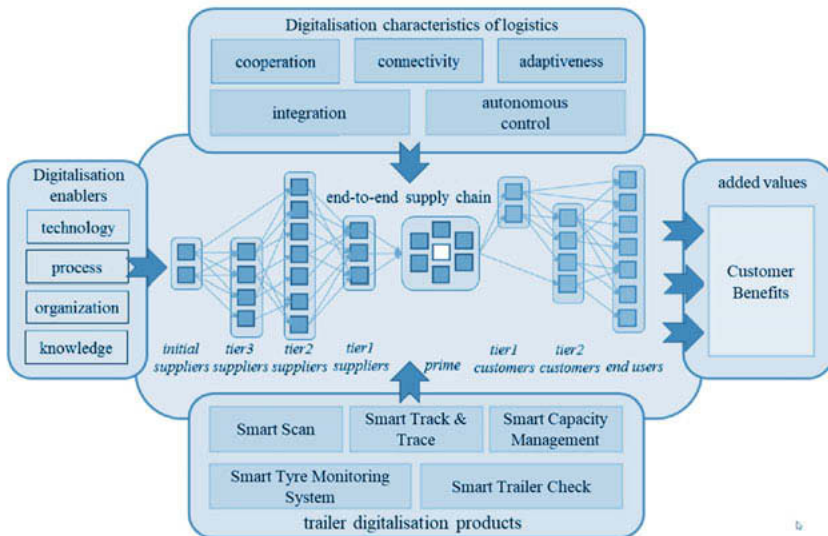 Digitalisation characteristics of logistics
cooperation
connectivity
adaptiveness
integration
autonomous
control
Digitalisation
enablers
technology
process
organization
knowledge
end-to-end supply chain
initial
suppliers
tier3
suppliers
tier2
suppliers
tier1
suppliers
prime
tier1
customers
tier2
customers
end users
added values
Customer
Benefits
Smart Scan
Smart Track &
Trace
Smart Capacity
Management
Smart Tyre Monitoring
System
Smart Trailer Check
trailer digitalisation products